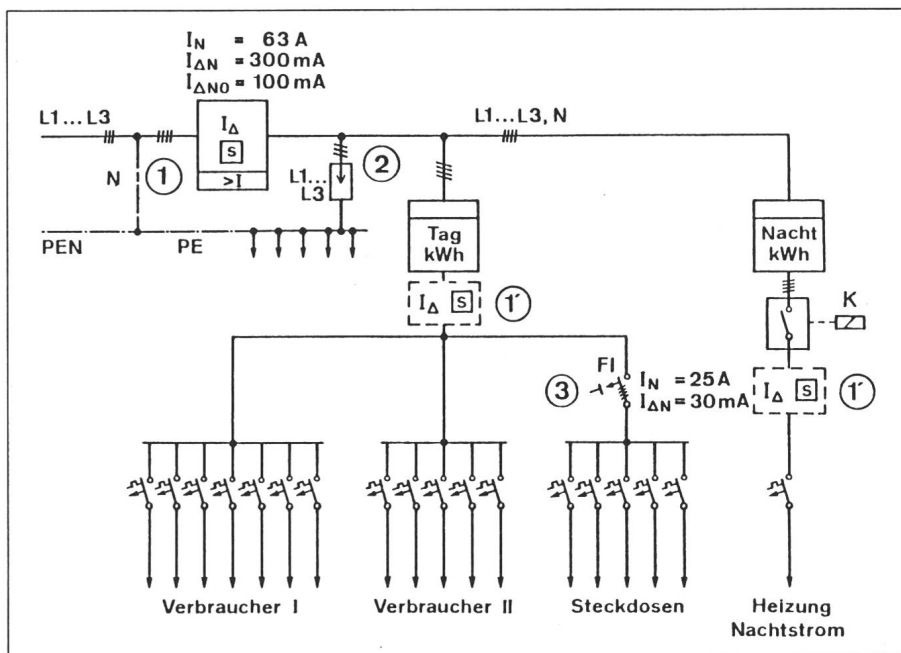 I_N = 63 A
I_ΔN = 300 mA
I_ΔN0 = 100 mA
L1...L3
I_Δ
S
>I
N
①
②
L1...
L3
L1...L3, N
PEN
PE
Tag
kWh
Nacht
kWh
I_Δ S
①´
K
FI
③
I_N = 25 A
I_ΔN = 30 mA
I_Δ S
①´
Verbraucher I
Verbraucher II
Steckdosen
Heizung
Nachtstrom